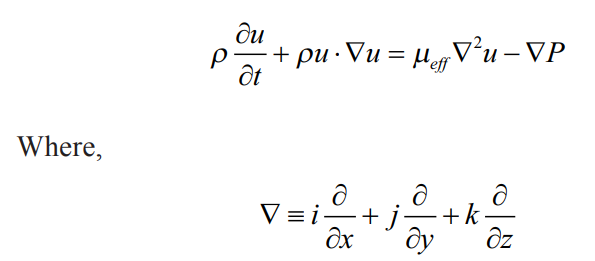 ρ ∂u/∂t + ρu · ∇u = μ_eff ∇²u − ∇P
Where,
∇ ≡ i ∂/∂x + j ∂/∂y + k ∂/∂z